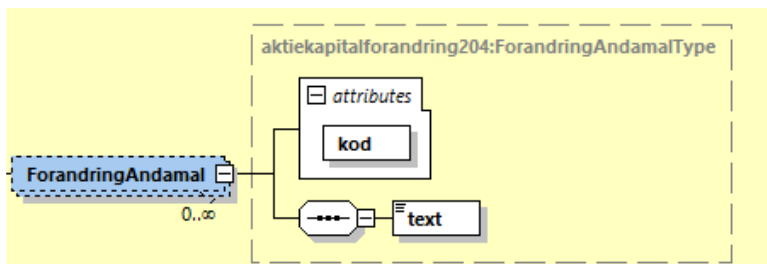 aktiekapitalforandring204:ForandringAndamalType
attributes
kod
ForandringAndamal
0..∞
text